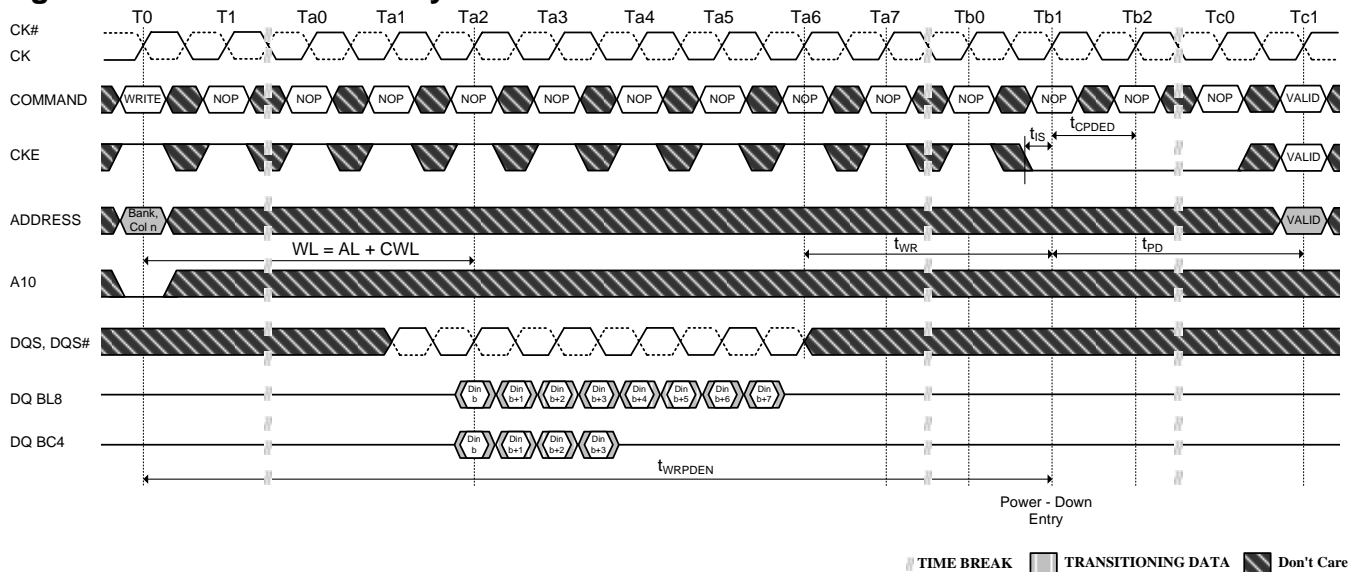 T0 T1 Ta0 Ta1 Ta2 Ta3 Ta4 Ta5 Ta6 Ta7 Tb0 Tb1 Tb2 Tc0 Tc1
CK#
CK
COMMAND WRITE NOP NOP NOP NOP NOP NOP NOP NOP NOP NOP NOP NOP NOP VALID
tIS tCPDED
CKE VALID
ADDRESS Bank, Col n VALID
WL = AL + CWL tWR tPD
A10
DQS, DQS#
DQ BL8 Din b Din b+1 Din b+2 Din b+3 Din b+4 Din b+5 Din b+6 Din b+7
DQ BC4 Din b Din b+1 Din b+2 Din b+3
tWRPDEN
Power - Down
Entry
TIME BREAK TRANSITIONING DATA Don't Care